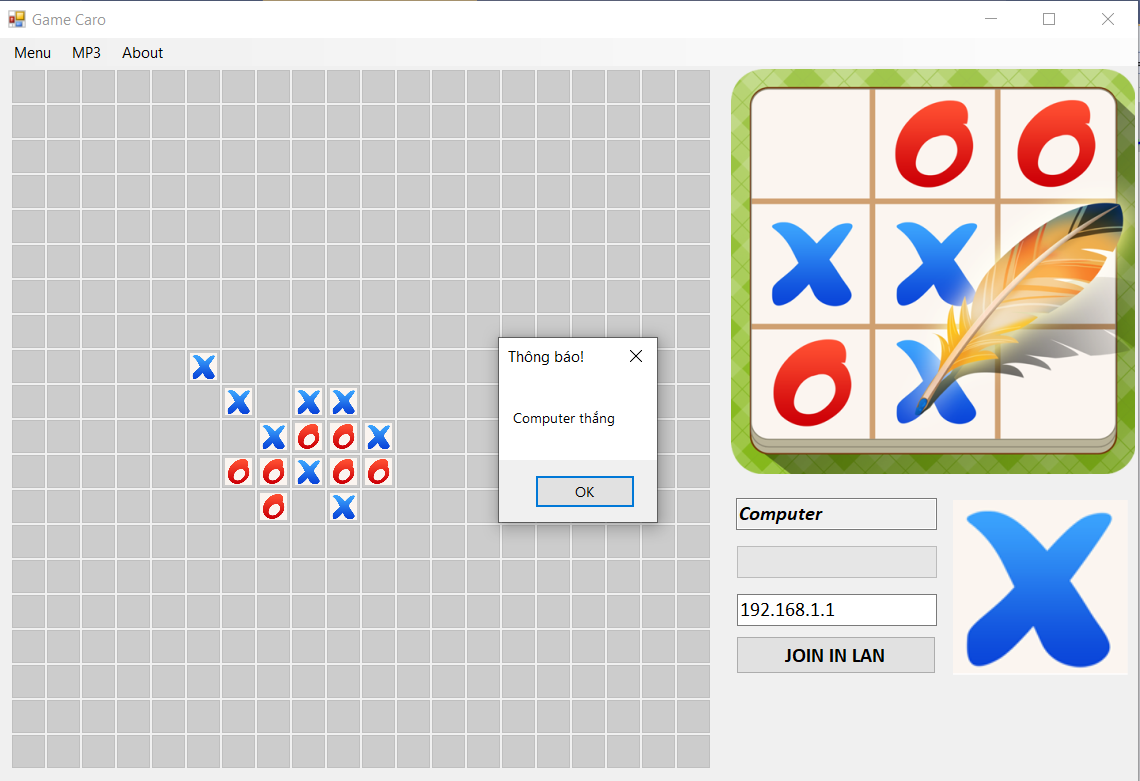 Game Caro
Menu MP3 About
Thông báo!
Computer thắng
OK
Computer
192.168.1.1
JOIN IN LAN